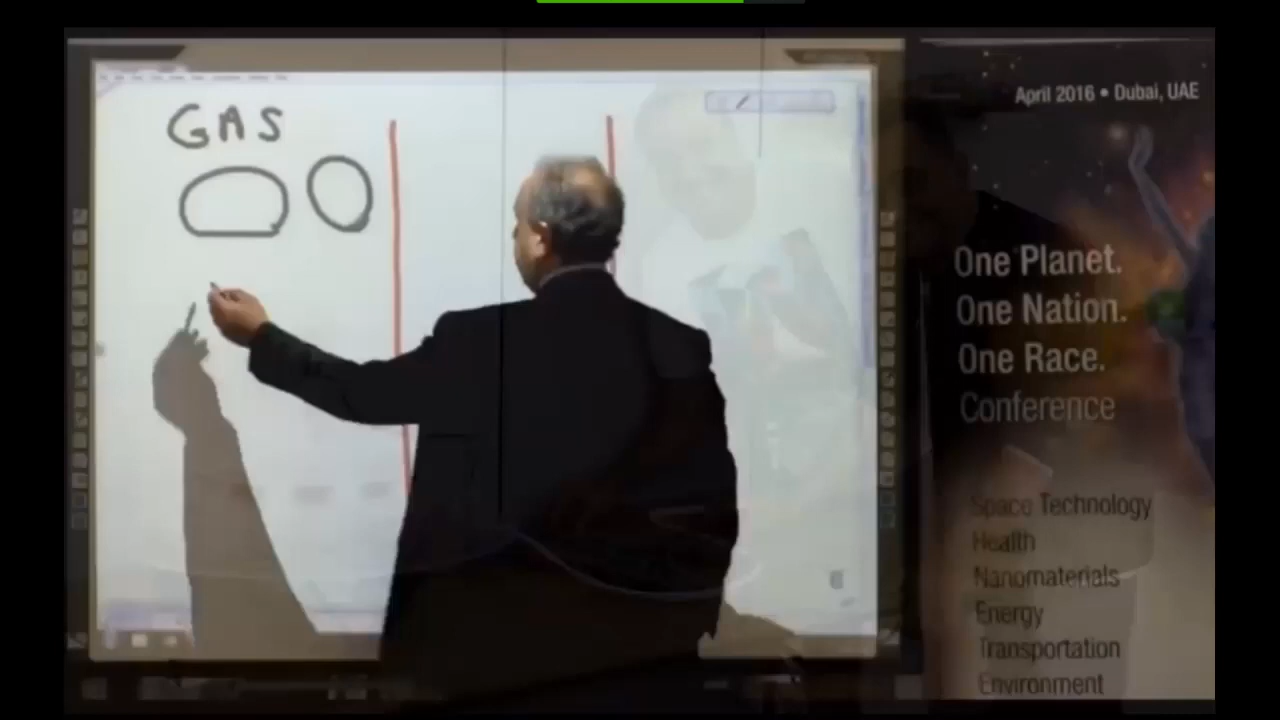 GAS
April 2016 • Dubai, UAE
One Planet.
One Nation.
One Race.
Conference
Space Technology
Health
Nanomaterials
Energy
Transportation
Environment